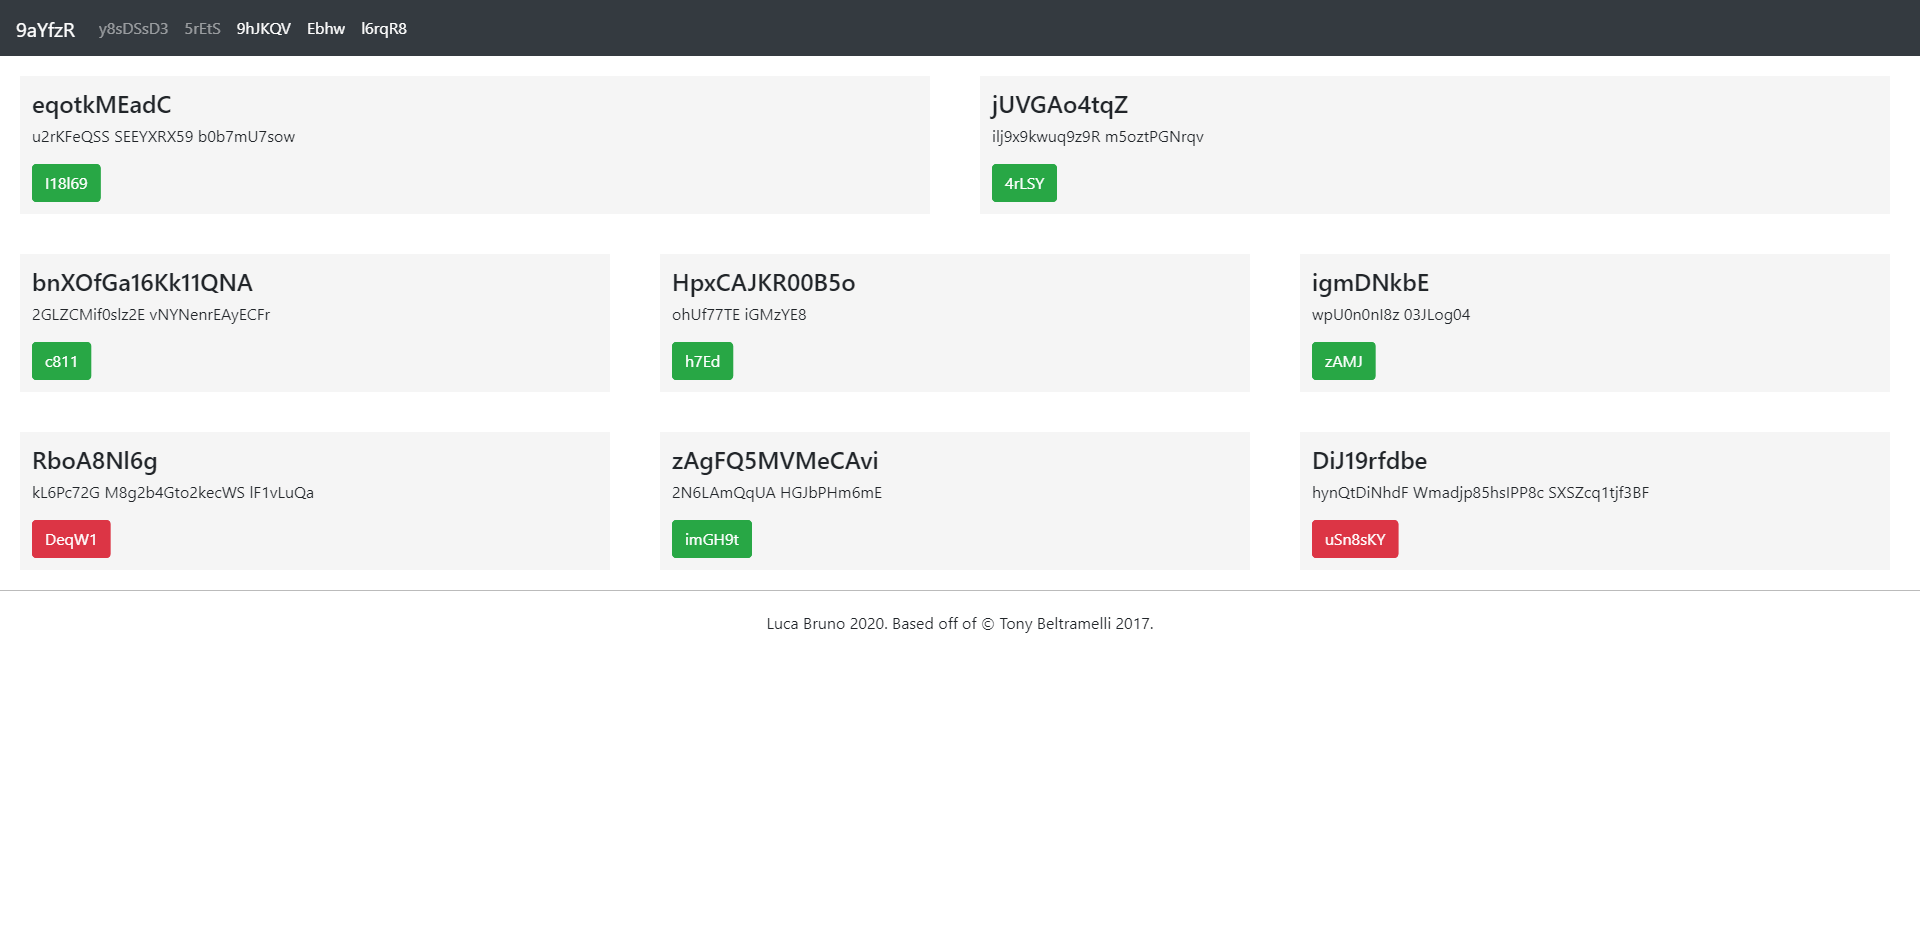 9aYfzR y8sDSsD3 5rEtS 9hJKQV Ebhw l6rqR8
eqotkMEadC
u2rKFeQSS SEEYXRX59 b0b7mU7sow
I18l69
jUVGAo4tqZ
ilj9x9kwuq9z9R m5oztPGNrqv
4rLSY
bnXOfGa16Kk11QNA
2GLZCMif0slz2E vNYNenrEAyECFr
c811
HpxCAJKR00B5o
ohUf77TE iGMzYE8
h7Ed
igmDNkbE
wpU0n0nI8z 03JLog04
zAMJ
RboA8Nl6g
kL6Pc72G M8g2b4Gto2kecWS lF1vLuQa
DeqW1
zAgFQ5MVMeCAvi
2N6LAmQqUA HGJbPHm6mE
imGH9t
DiJ19rfdbe
hynQtDiNhdF Wmadjp85hsIPP8c SXSZcq1tjf3BF
uSn8sKY
Luca Bruno 2020. Based off of © Tony Beltramelli 2017.